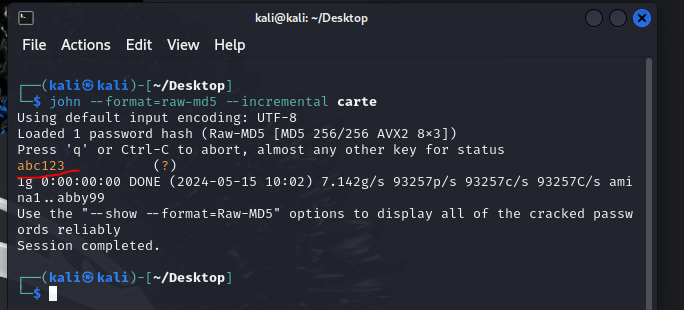 kali@kali: ~/Desktop
File Actions Edit View Help
┌──(kali㉿kali)-[~/Desktop]
└─$ john --format=raw-md5 --incremental carte
Using default input encoding: UTF-8
Loaded 1 password hash (Raw-MD5 [MD5 256/256 AVX2 8×3])
Press 'q' or Ctrl-C to abort, almost any other key for status
abc123 (?)
1g 0:00:00:00 DONE (2024-05-15 10:02) 7.142g/s 93257p/s 93257c/s 93257C/s ami
na1..abby99
Use the "--show --format=Raw-MD5" options to display all of the cracked passw
ords reliably
Session completed.
┌──(kali㉿kali)-[~/Desktop]
└─$